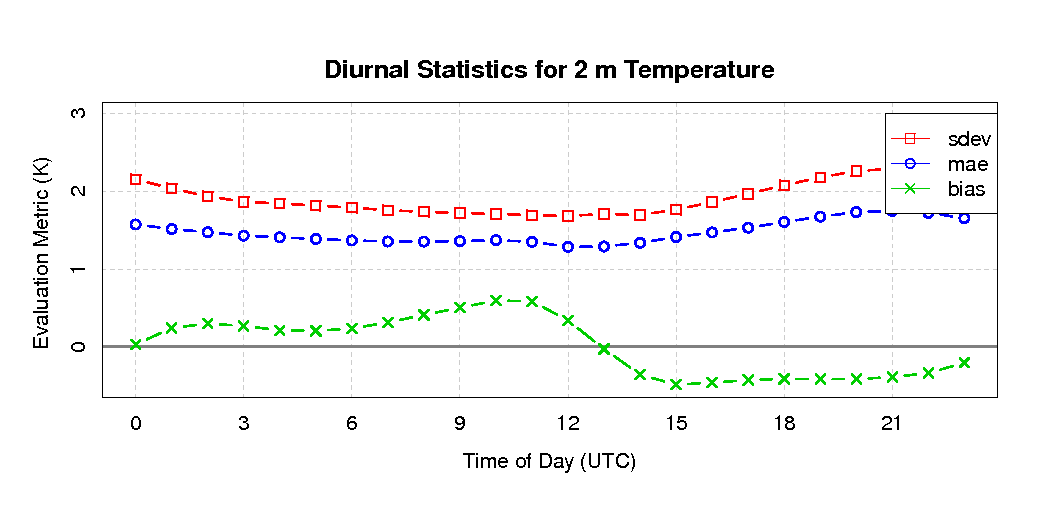 Diurnal Statistics for 2 m Temperature
Evaluation Metric (K)
3
2
1
0
sdev
mae
bias
0 3 6 9 12 15 18 21
Time of Day (UTC)